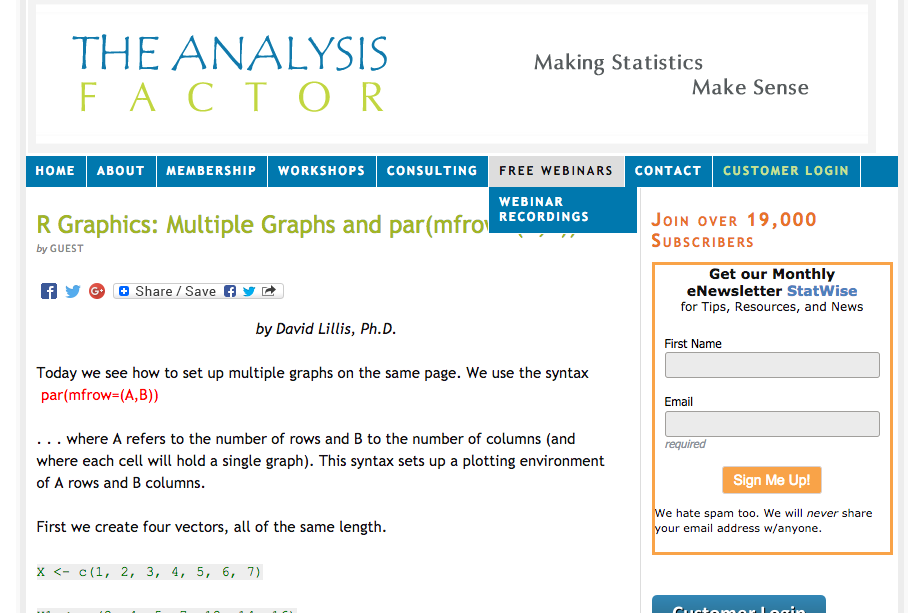 THE ANALYSIS
FACTOR
Making Statistics
Make Sense
HOME ABOUT MEMBERSHIP WORKSHOPS CONSULTING FREE WEBINARS CONTACT CUSTOMER LOGIN
WEBINAR
RECORDINGS
R Graphics: Multiple Graphs and par(mfrow
by GUEST
Share / Save
by David Lillis, Ph.D.
Today we see how to set up multiple graphs on the same page. We use the syntax
par(mfrow=(A,B))
. . . where A refers to the number of rows and B to the number of columns (and
where each cell will hold a single graph). This syntax sets up a plotting environment
of A rows and B columns.
First we create four vectors, all of the same length.
X <- c(1, 2, 3, 4, 5, 6, 7)
Join over 19,000
Subscribers
Get our Monthly
eNewsletter StatWise
for Tips, Resources, and News
First Name
Email
required
Sign Me Up!
We hate spam too. We will never share
your email address w/anyone.
Customer Login